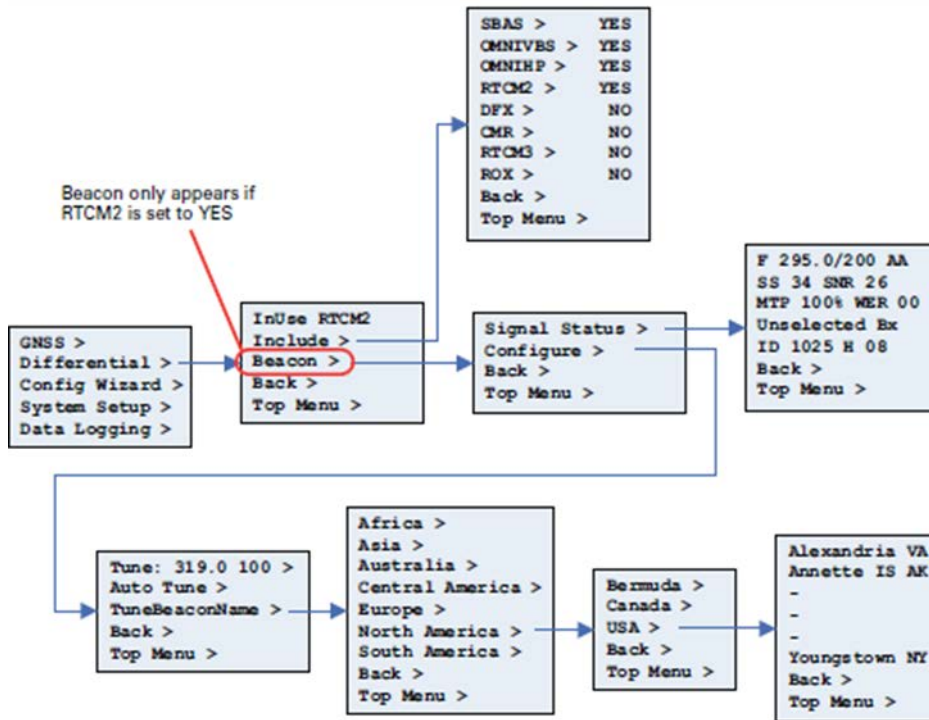 SBAS > YES
OMNIVBS > YES
OMNIHP > YES
RTCM2 > YES
DFX > NO
CMR > NO
RTCM3 > NO
ROX > NO
Back >
Top Menu >
Beacon only appears if
RTCM2 is set to YES
GNSS >
Differential >
Config Wizard >
System Setup >
Data Logging >
InUse RTCM2
Include >
Beacon >
Back >
Top Menu >
Signal Status >
Configure >
Back >
Top Menu >
F 295.0/200 AA
SS 34 SNR 26
MTP 100% WER 00
Unselected Bx
ID 1025 H 08
Back >
Top Menu >
Tune: 319.0 100 >
Auto Tune >
TuneBeaconName >
Back >
Top Menu >
Africa >
Asia >
Australia >
Central America >
Europe >
North America >
South America >
Back >
Top Menu >
Bermuda >
Canada >
USA >
Back >
Top Menu >
Alexandria VA
Annette IS AK
-
-
-
Youngstown NY
Back >
Top Menu >